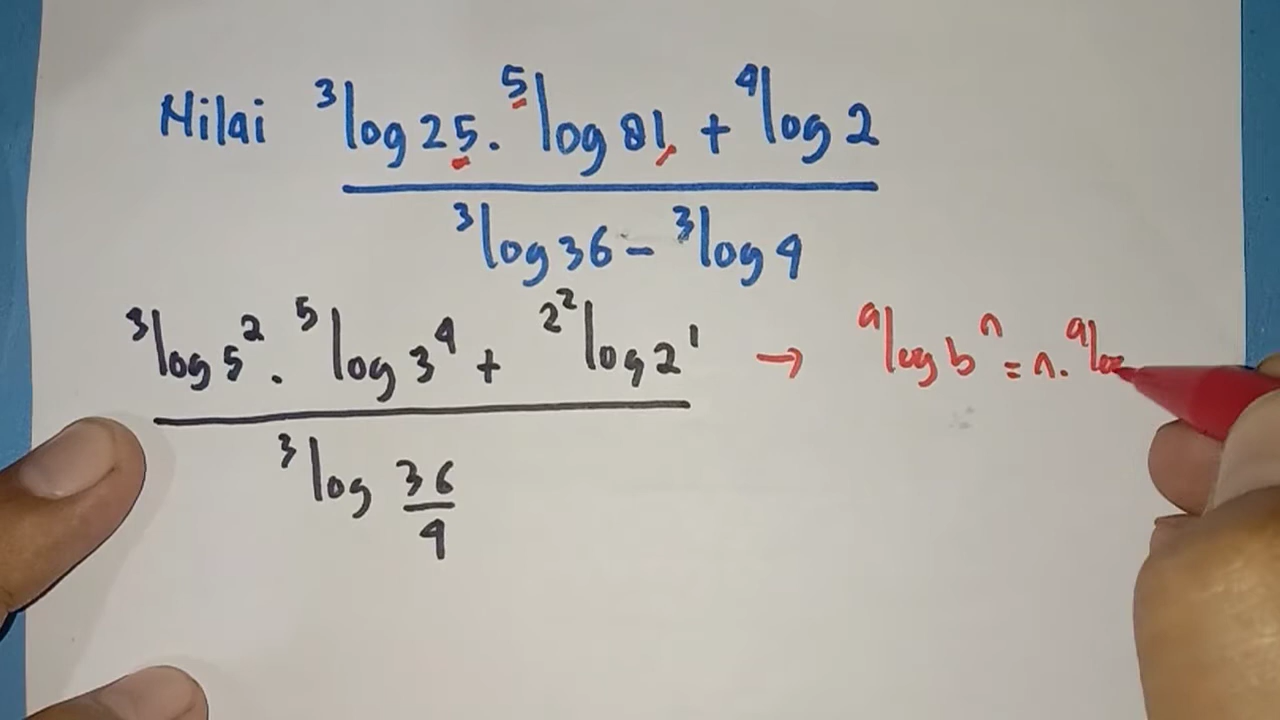 Nilai ³log 25 . ⁵log 81 + ⁴log 2
³log 36 - ³log 4
³log 5² . ⁵log 3⁴ + 2²log 2¹ → ᵃlog bⁿ = n . ᵃlo
³log 36/4